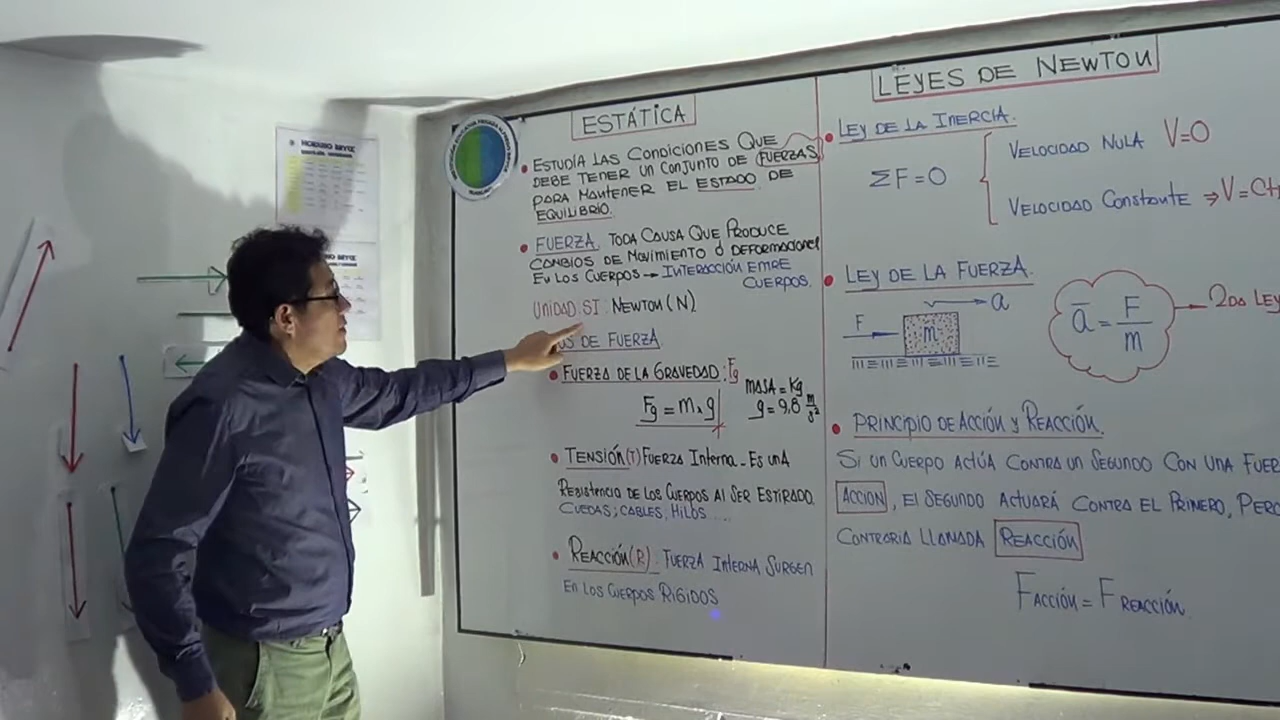 ESTÁTICA
ESTUDIA LAS CONDICIONES QUE
DEBE TENER UN CONJUNTO DE FUERZAS
PARA MANTENER EL ESTADO DE
EQUILIBRIO.
FUERZA. TODA CAUSA QUE PRODUCE
CAMBIOS DE MOVIMIENTO Ó DEFORMACIONES
EN LOS CUERPOS → INTERACCIÓN ENTRE
CUERPOS.
UNIDAD SI: NEWTON (N)
DE FUERZA
FUERZA DE LA GRAVEDAD: Fg
Fg = m x g
MASA = Kg
g = 9,8 m/s²
TENSIÓN (T) FUERZA INTERNA - ES UNA
RESISTENCIA DE LOS CUERPOS AL SER ESTIRADO.
CUEDAS; CABLES, HILOS.....
REACCIÓN (R): FUERZA INTERNA SURGEN
EN LOS CUERPOS RIGIDOS
LEYES DE NEWTON
LEY DE LA INERCIA.
ΣF=0
VELOCIDAD NULA V=0
VELOCIDAD CONSTANTE ⇒ V=
LEY DE LA FUERZA.
a
F
m
a = F/m
2DA LEY
PRINCIPIO DE ACCIÓN y REACCIÓN.
SI UN CUERPO ACTÚA CONTRA UN SEGUNDO CON UNA
ACCION, EL SEGUNDO ACTUARÁ CONTRA EL PRIMERO, PERO
CONTRARIA LLAMADA REACCIÓN
F ACCIÓN = F REACCIÓN